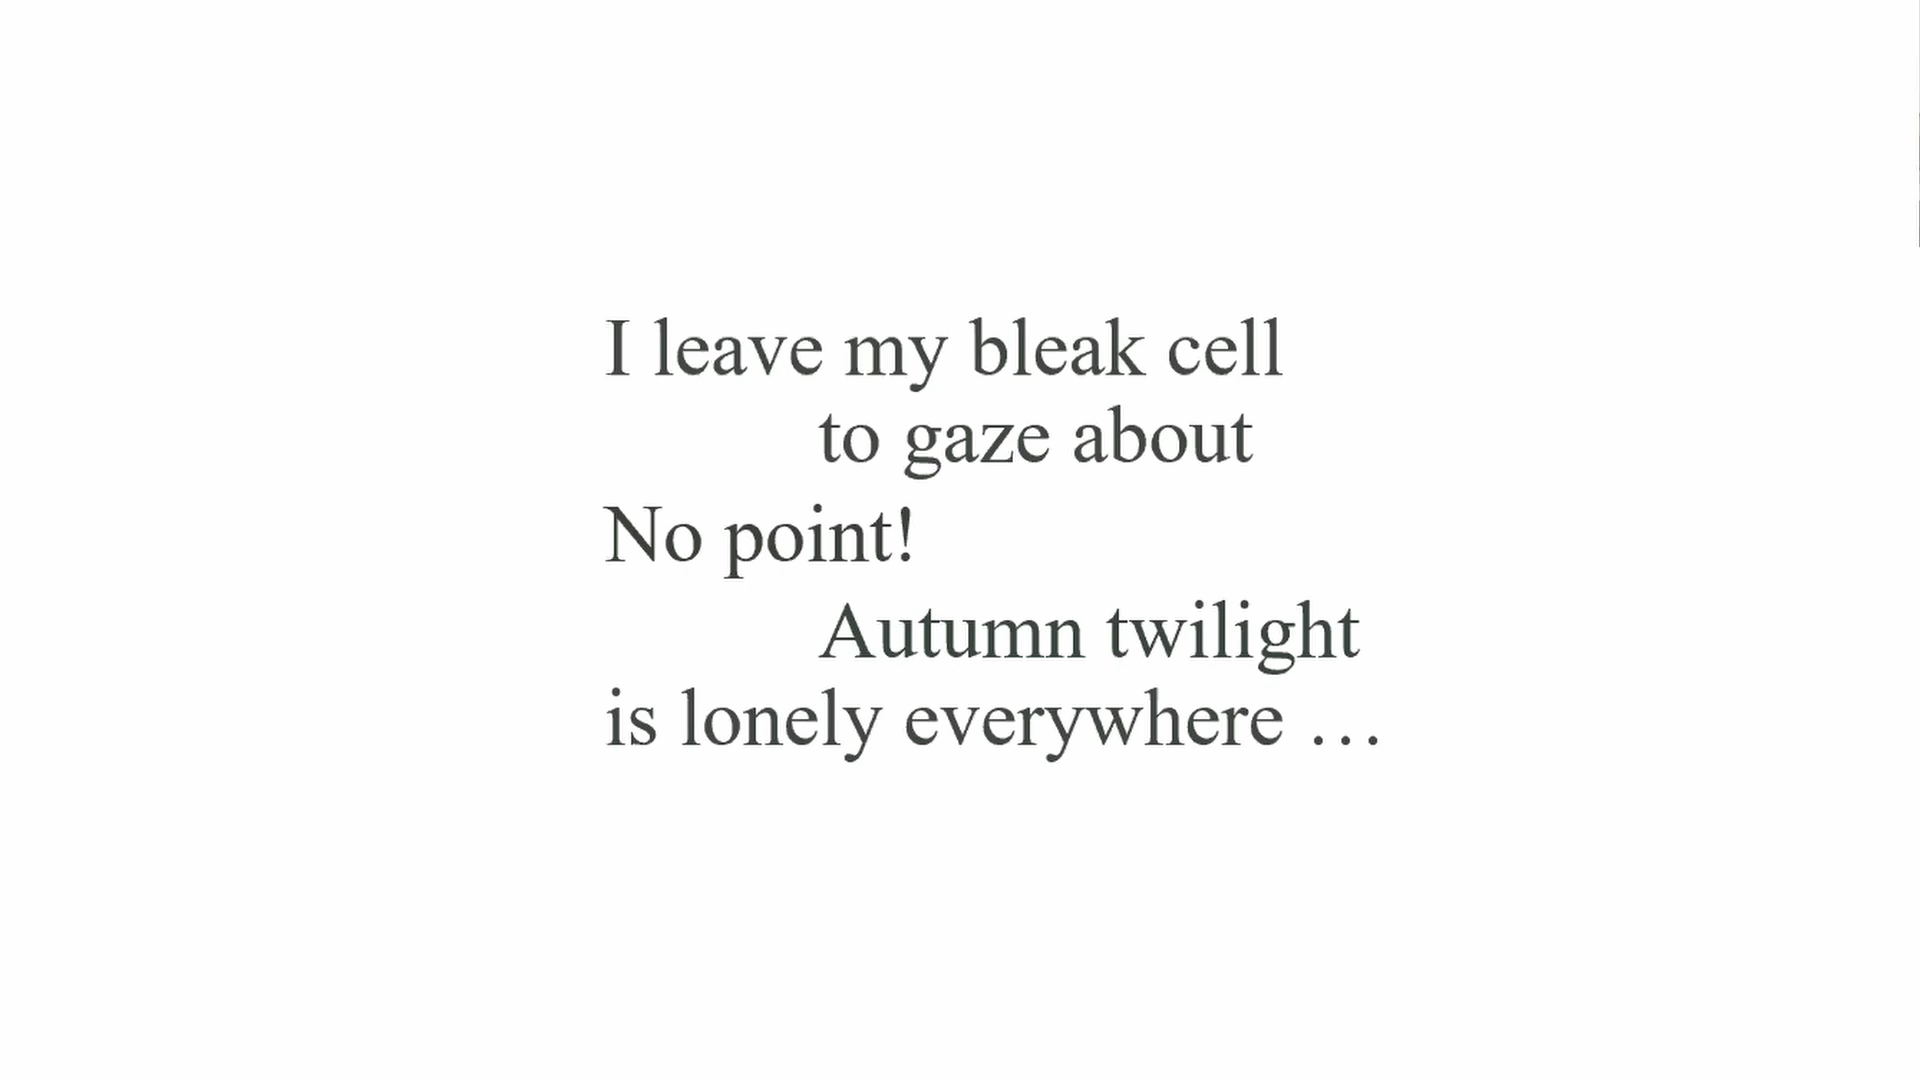 I leave my bleak cell
to gaze about
No point!
Autumn twilight
is lonely everywhere …